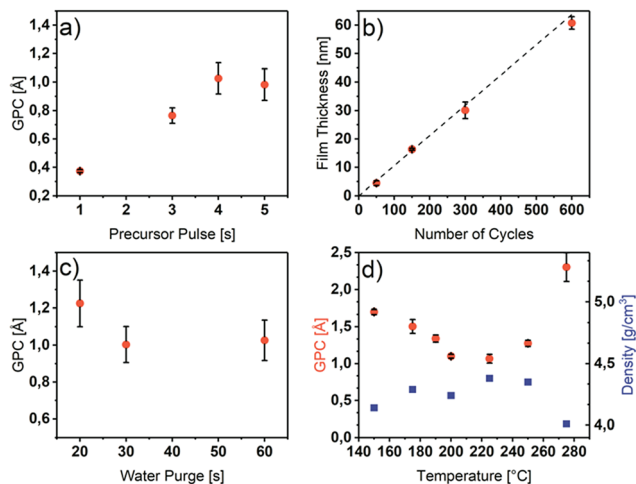 a)
GPC [Å]
1,4
1,2
1,0
0,8
0,6
0,4
0,2
1 2 3 4 5
Precursor Pulse [s]
b)
Film Thickness [nm]
60
50
40
30
20
10
0
0 100 200 300 400 500 600
Number of Cycles
c)
GPC [Å]
1,4
1,2
1,0
0,8
0,6
20 30 40 50 60
Water Purge [s]
d)
GPC [Å]
2,5
2,0
1,5
1,0
0,5
0,0
140 160 180 200 220 240 260 280
Temperature [°C]
5,0
4,5
4,0
Density [g/cm³]